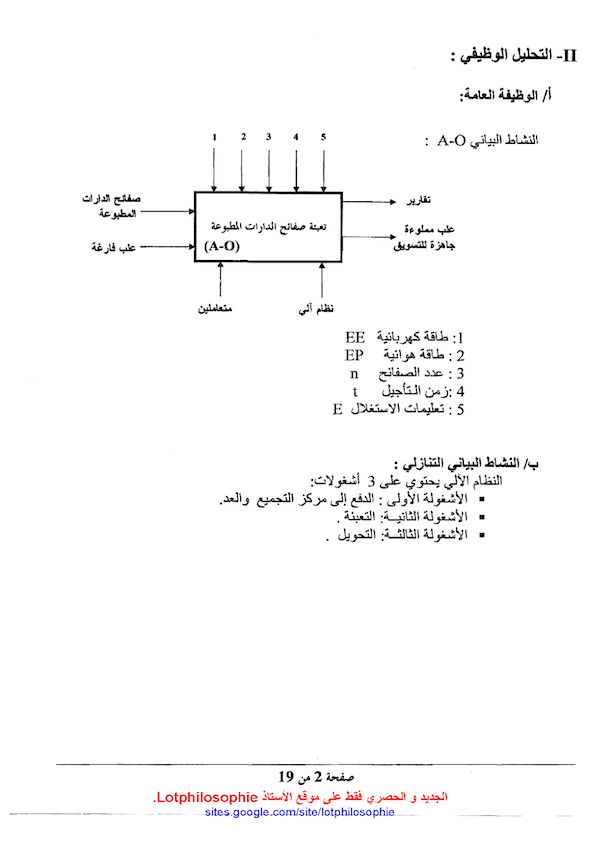 II- التحليل الوظيفي :
أ/ الوظيفة العامة:
النشاط البياني A-O :
1 2 3 4 5
صفائح الدارات
المطبوعة
علب فارغة
تعبئة صفائح الدارات المطبوعة
(A-O)
تقارير
علب مملوءة
جاهزة للتسويق
متعاملين
نظام آلي
1: طاقة كهربائية EE
2 : طاقة هوائية EP
3 : عدد الصفائح n
4 :زمن التأجيل t
5 : تعليمات الاستغلال E
ب/ النشاط البياني التنازلي :
النظام الآلي يحتوي على 3 أشغولات:
▪ الأشغولة الأولى : الدفع إلى مركز التجميع والعد.
▪ الأشغولة الثانيــة: التعبئة .
▪ الأشغولة الثالثــة: التحويل .
صفحة 2 من 19
الجديد و الحصري فقط على موقع الأستاذ Lotphilosophie.
sites.google.com/site/lotphilosophie